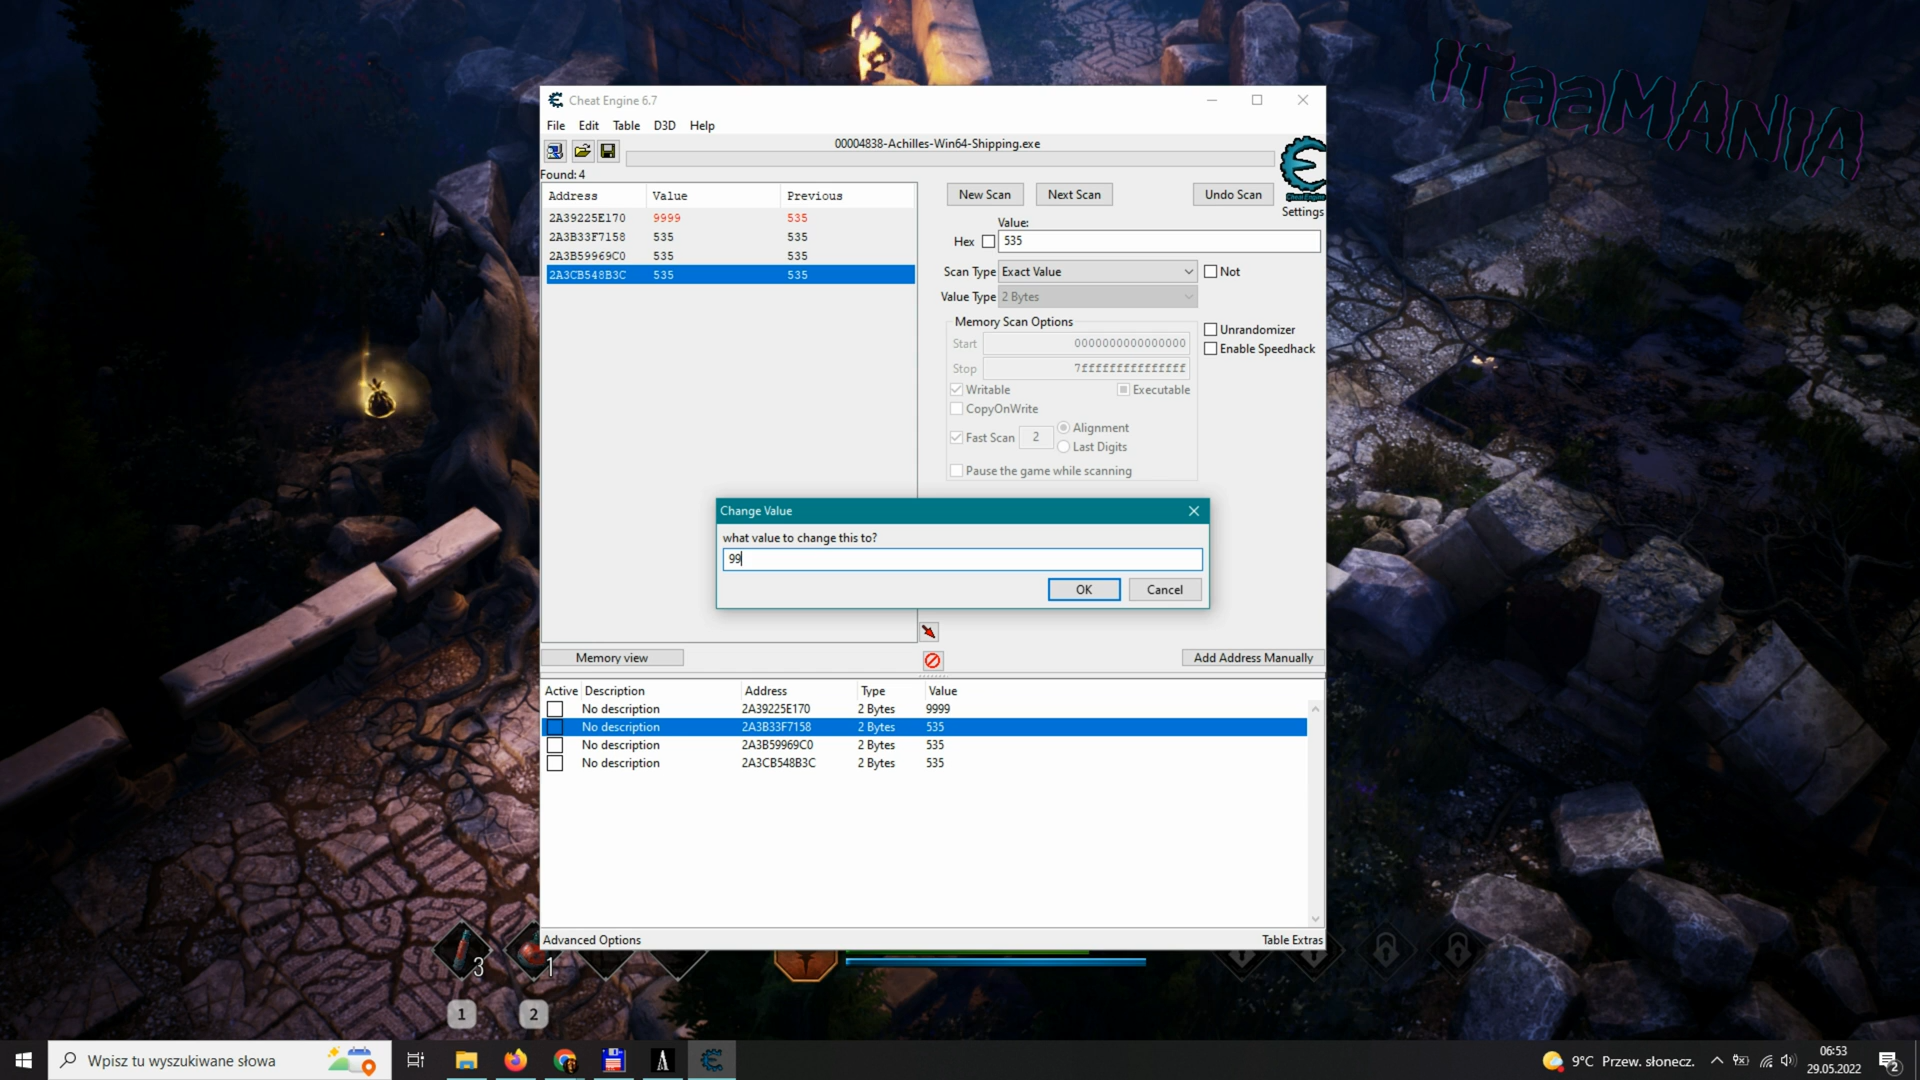 ITaaMANIA
Cheat Engine 6.7
File Edit Table D3D Help
00004838-Achilles-Win64-Shipping.exe
Found: 4
Address Value Previous
2A39225E170 9999 535
2A3B33F7158 535 535
2A3B59969C0 535 535
2A3CB548B3C 535 535
New Scan Next Scan Undo Scan
Cheat Engine
Settings
Value:
Hex 535
Scan Type Exact Value Not
Value Type 2 Bytes
Memory Scan Options
Start 0000000000000000
Stop 7fffffffffffffff
Writable Executable
CopyOnWrite
Fast Scan 2 Alignment
Last Digits
Pause the game while scanning
Unrandomizer
Enable Speedhack
Change Value
what value to change this to?
99
OK Cancel
Memory view Add Address Manually
Active Description Address Type Value
No description 2A39225E170 2 Bytes 9999
No description 2A3B33F7158 2 Bytes 535
No description 2A3B59969C0 2 Bytes 535
No description 2A3CB548B3C 2 Bytes 535
Advanced Options Table Extras
3 1
1 2
Wpisz tu wyszukiwane słowa
9°C Przew. słonecz.
06:53
29.05.2022
2